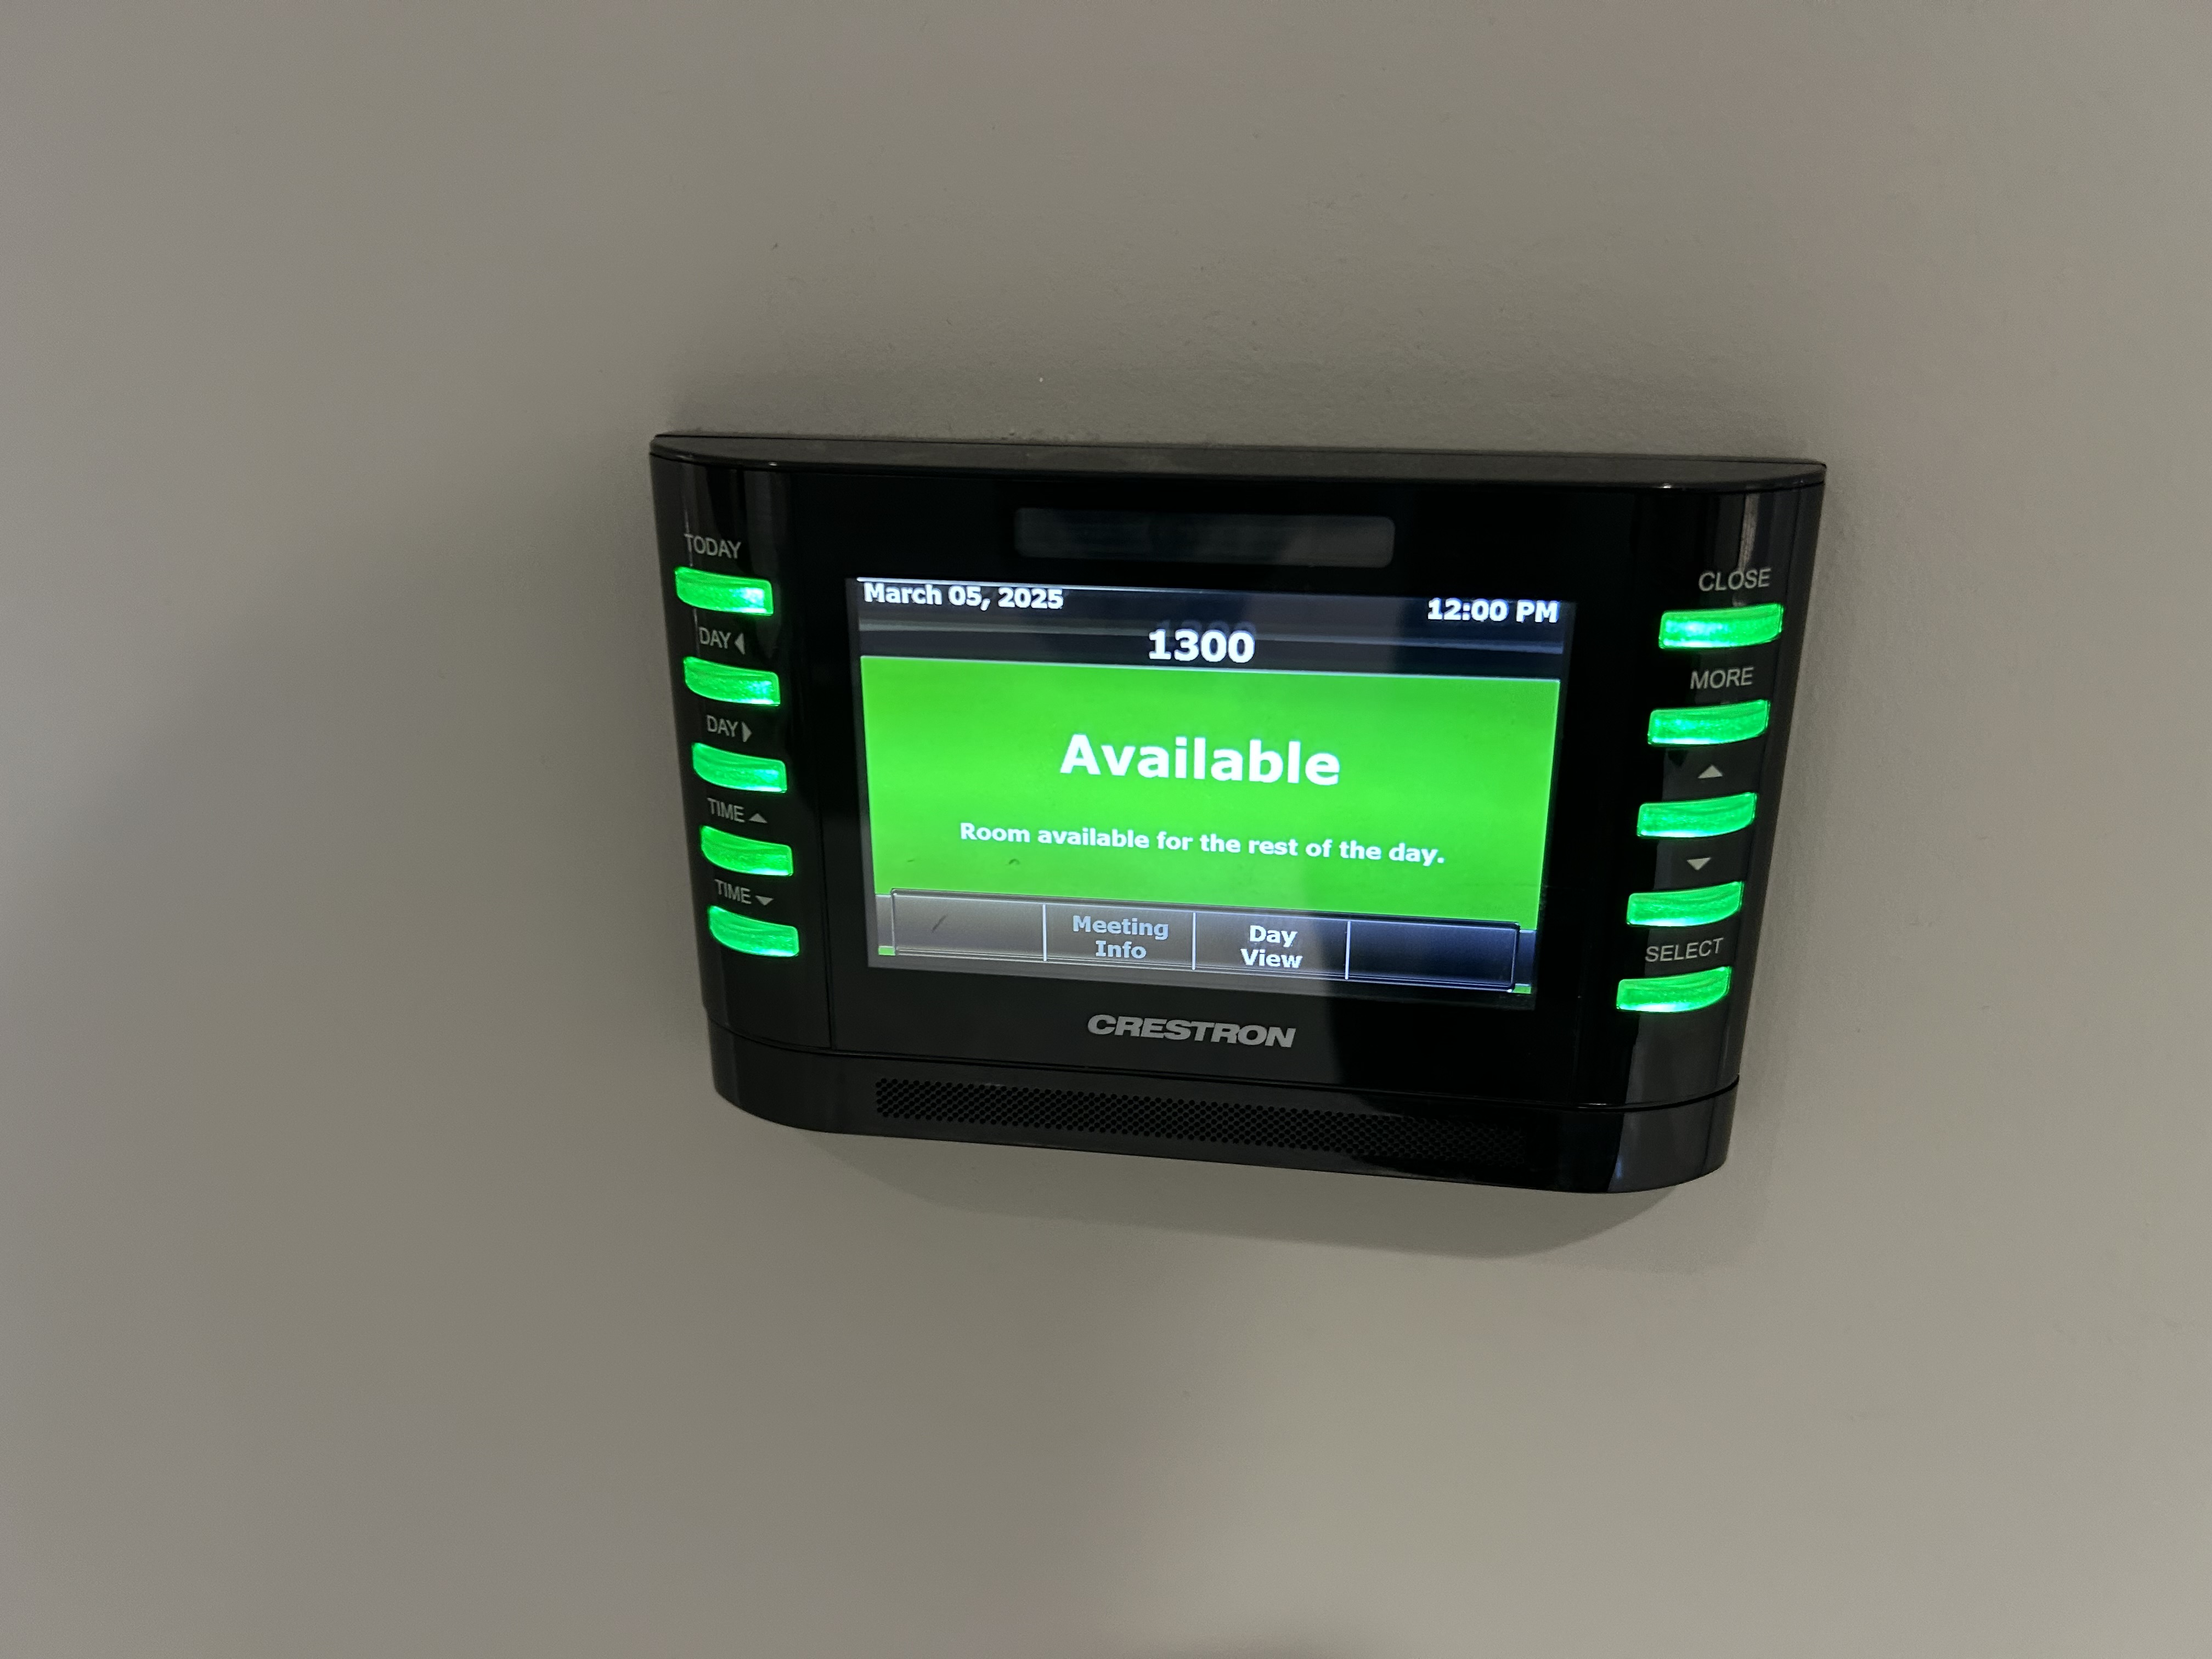 TODAY
DAY◀
DAY▶
TIME▲
TIME▼
March 05, 2025
12:00 PM
1300
Available
Room available for the rest of the day.
Meeting
Info
Day
View
CRESTRON
CLOSE
MORE
▲
▼
SELECT